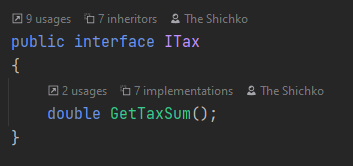 9 usages 7 inheritors The Shichko
public interface ITax
{
2 usages 7 implementations The Shichko
double GetTaxSum();
}